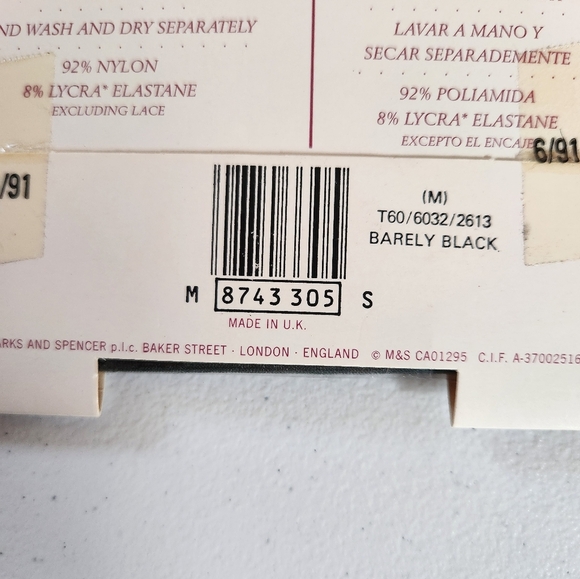 ND WASH AND DRY SEPARATELY
92% NYLON
8% LYCRA* ELASTANE
EXCLUDING LACE
LAVAR A MANO Y
SECAR SEPARADEMENTE
92% POLIAMIDA
8% LYCRA* ELASTANE
EXCEPTO EL ENCAJE
/91
6/91
(M)
T60/6032/2613
BARELY BLACK
M 8743 305 S
MADE IN U.K.
RKS AND SPENCER p.l.c. BAKER STREET · LONDON · ENGLAND © M&S CA01295 C.I.F. A-37002516